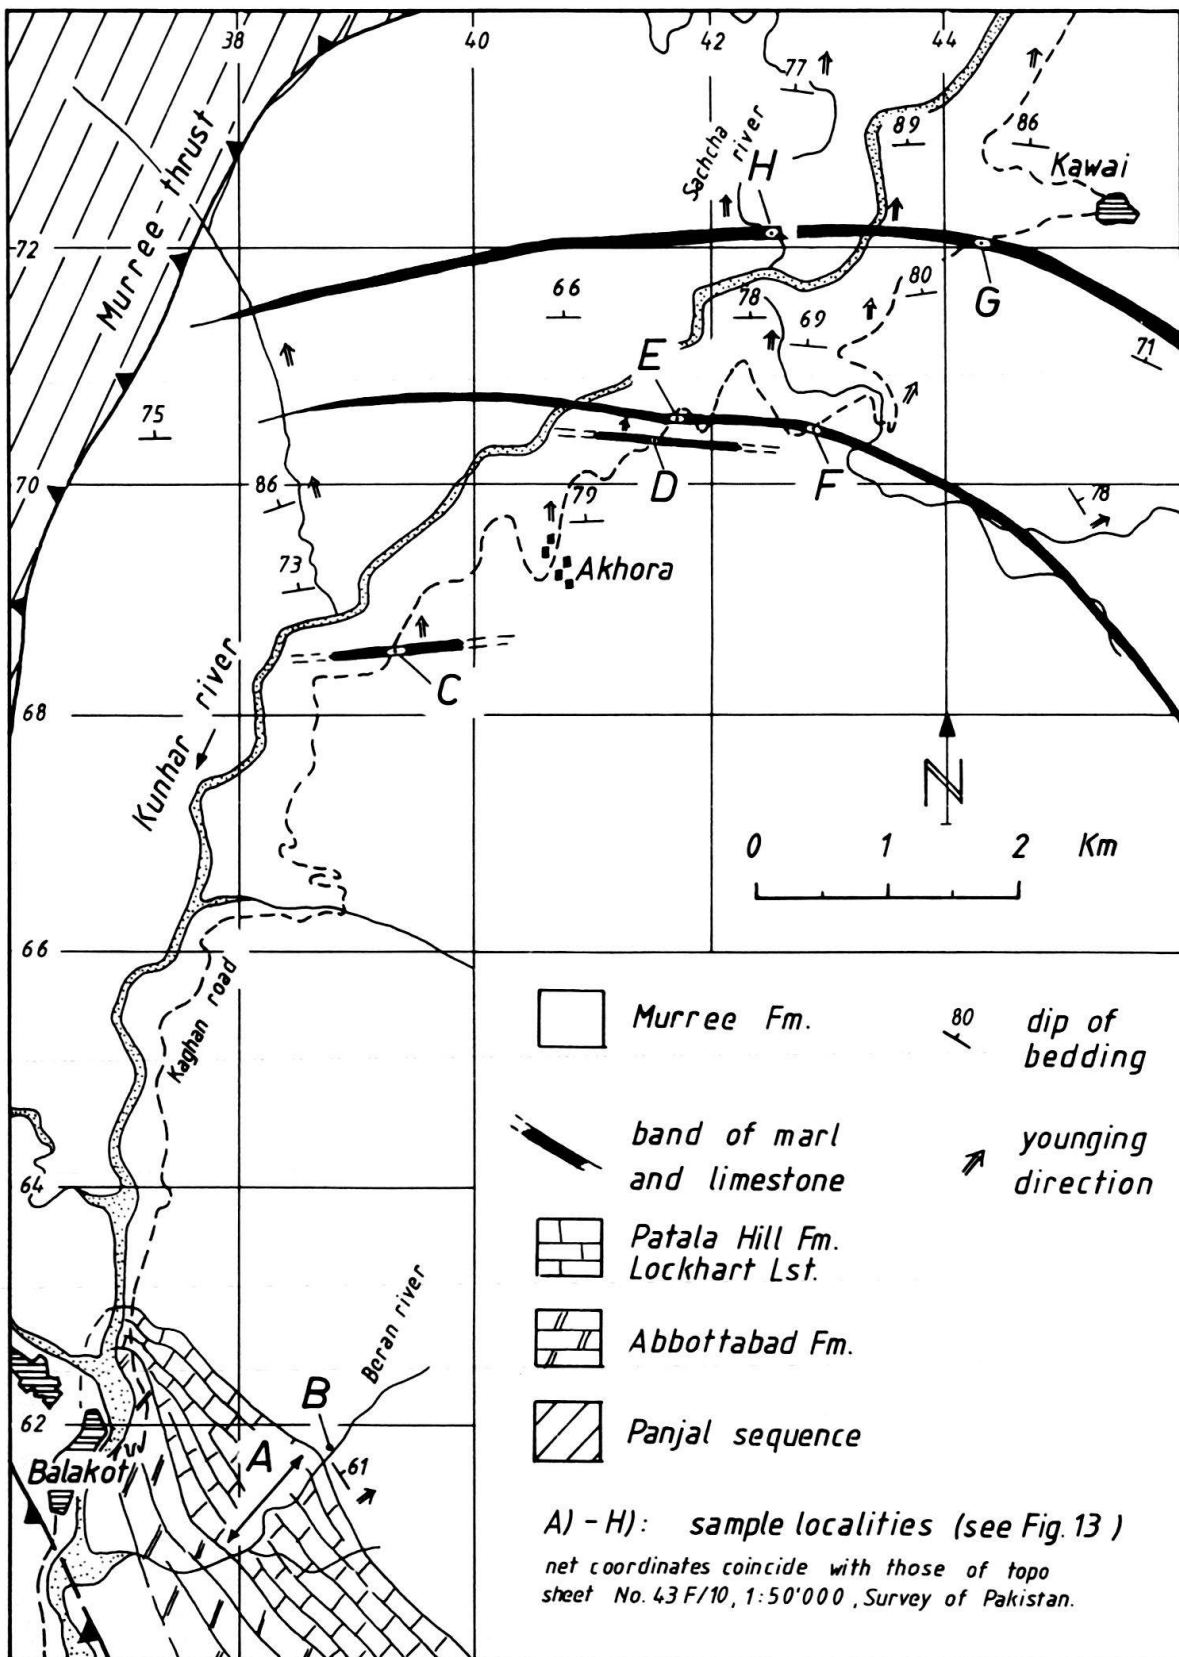 38
40
42
44
77
Murree thrust
Sachcha
river
H
89
86
Kawai
72
80
G
66
78
69
71
E
75
D
F
70
86
79
78
73
Akhora
C
Kunhar river
68
N
0 1 2 Km
66
Kaghan road
Murree Fm.
80
dip of
bedding
band of marl
and limestone
younging
direction
64
Patala Hill Fm.
Lockhart Lst.
Beran river
Abbottabad Fm.
B
62
A
61
Balakot
Panjal sequence
A) - H): sample localities (see Fig. 13)
net coordinates coincide with those of topo
sheet No. 43 F/10, 1:50'000, Survey of Pakistan.